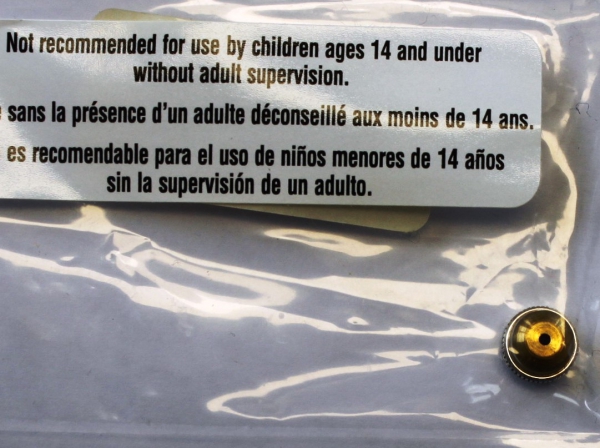 Not recommended for use by children ages 14 and under
without adult supervision.
sans la présence d'un adulte déconseillé aux moins de 14 ans.
es recomendable para el uso de niños menores de 14 años
sin la supervisión de un adulto.